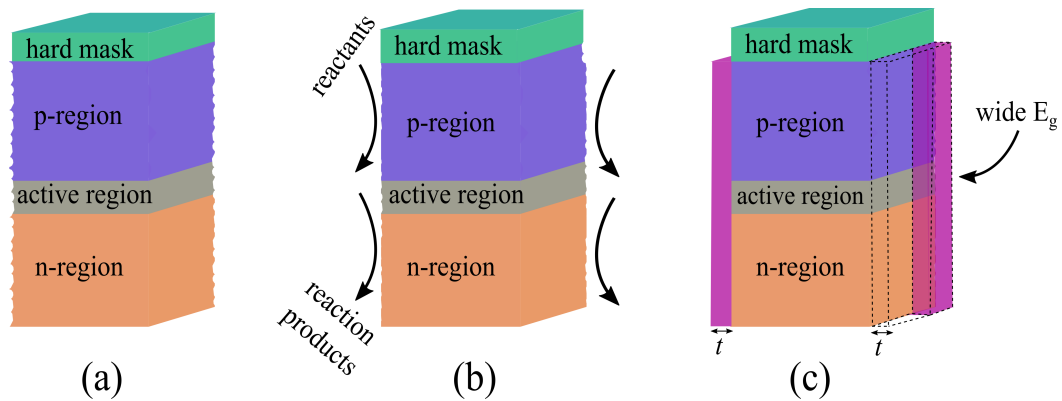 hard mask
p-region
active region
n-region
(a)
reactants
hard mask
p-region
active region
n-region
reaction
products
(b)
hard mask
p-region
active region
n-region
wide E_g
t
t
(c)